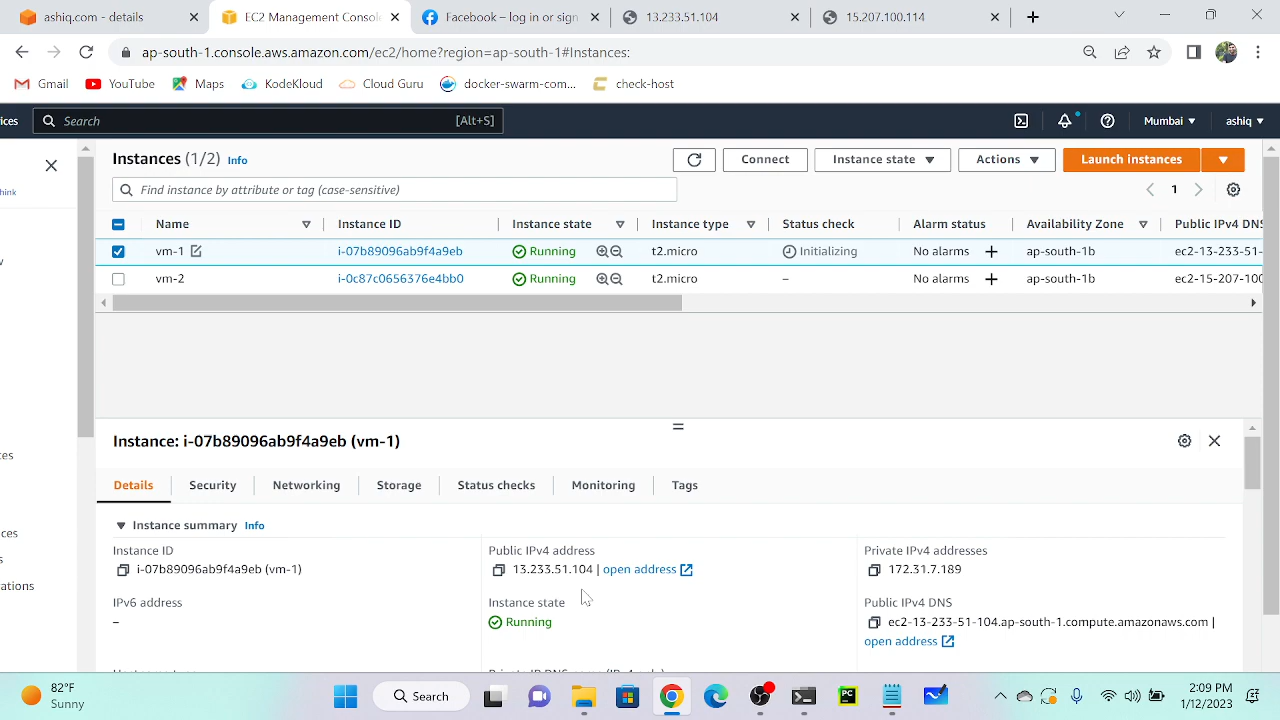 ashiq.com - details
EC2 Management Consol
Facebook – log in or sign
13.233.51.104
15.207.100.114
ap-south-1.console.aws.amazon.com/ec2/home?region=ap-south-1#Instances:
Gmail
YouTube
Maps
KodeKloud
Cloud Guru
docker-swarm-com...
check-host
ices
Search
[Alt+S]
Mumbai
ashiq
Instances (1/2) Info
Connect
Instance state
Actions
Launch instances
hink
Find instance by attribute or tag (case-sensitive)
1
Name Instance ID Instance state Instance type Status check Alarm status Availability Zone Public IPv4 DNS
vm-1 i-07b89096ab9f4a9eb Running t2.micro Initializing No alarms + ap-south-1b ec2-13-233-51-
vm-2 i-0c87c0656376e4bb0 Running t2.micro – No alarms + ap-south-1b ec2-15-207-100
ces
ces
s
ations
Instance: i-07b89096ab9f4a9eb (vm-1)
Details Security Networking Storage Status checks Monitoring Tags
Instance summary Info
Instance ID
i-07b89096ab9f4a9eb (vm-1)
IPv6 address
–
Public IPv4 address
13.233.51.104 | open address
Instance state
Running
Private IPv4 addresses
172.31.7.189
Public IPv4 DNS
ec2-13-233-51-104.ap-south-1.compute.amazonaws.com |
open address
82°F
Sunny
Search
PC
2:09 PM
1/12/2023